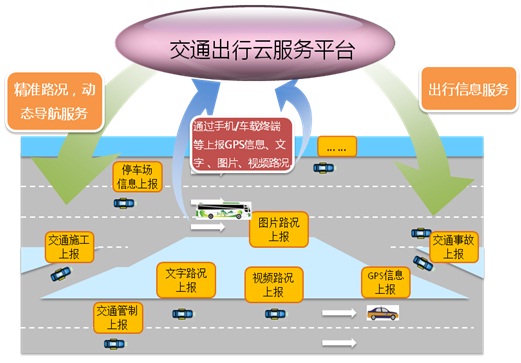 交通出行云服务平台
精准路况,动
态导航服务
出行信息服务
通过手机/车载终端
等上报GPS信息、文
字、图片、视频路况
... ...
停车场
信息上报
图片路况
上报
交通施工
上报
交通事故
上报
文字路况
上报
视频路况
上报
GPS信息
上报
交通管制
上报